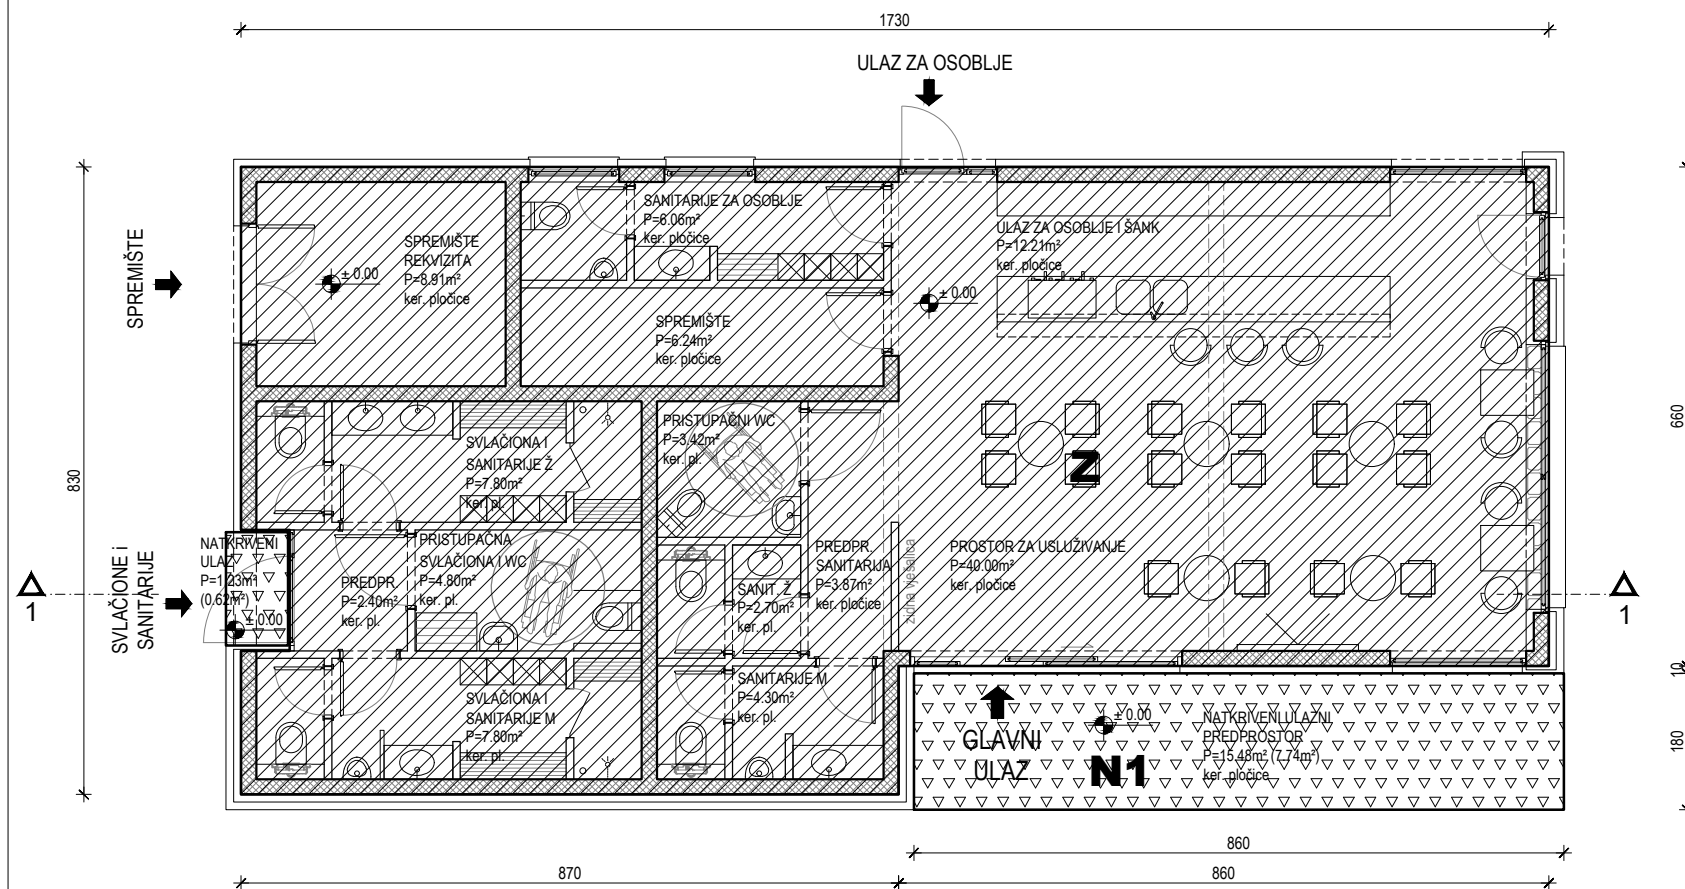 1730
ULAZ ZA OSOBLJE
SPREMIŠTE
SPREMIŠTE
REKVIZITA
P=8.91m²
ker. pločice
± 0.00
SANITARIJE ZA OSOBLJE
P=6.06m²
ker. pločice
SPREMIŠTE
P=6.24m²
ker. pločice
ULAZ ZA OSOBLJE I ŠANK
P=12.21m²
ker. pločice
± 0.00
830
660
110
180
SVLAČIONA I
SANITARIJE Ž
P=7.80m²
ker. pl.
PRISTUPAČNI WC
P=3.42m²
ker. pl.
Z
SVLAČIONE i
SANITARIJE
NATKRIVENI
ULAZ
P=1.23m²
(0.62m²)
± 0.00
PREDPR.
P=2.40m²
ker. pl.
PRISTUPAČNA
SVLAČIONA I WC
P=4.80m²
ker. pl.
SANIT. Ž
P=2.70m²
ker. pl.
PREDPR.
SANITARIJA
P=3.87m²
ker. pločice
zidna vješalica
PROSTOR ZA USLUŽIVANJE
P=40.00m²
ker. pločice
1
1
SVLAČIONA I
SANITARIJE M
P=7.80m²
ker. pl.
SANITARIJE M
P=4.30m²
ker. pl.
GLAVNI
ULAZ
± 0.00
N1
NATKRIVENI ULAZNI
PREDPROSTOR
P=15.48m² (7.74m²)
ker. pločice
860
870
860